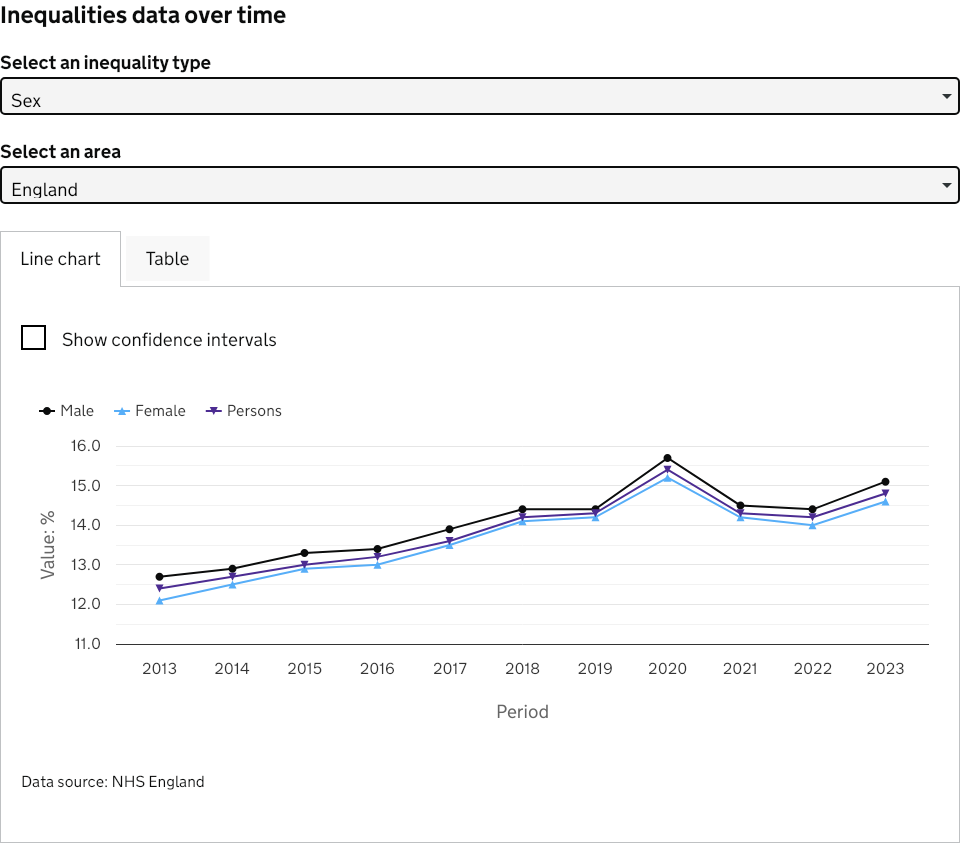 Inequalities data over time
Select an inequality type
Sex
Select an area
England
Line chart Table
Show confidence intervals
Male Female Persons
16.0
15.0
14.0
13.0
12.0
11.0
Value: %
2013 2014 2015 2016 2017 2018 2019 2020 2021 2022 2023
Period
Data source: NHS England